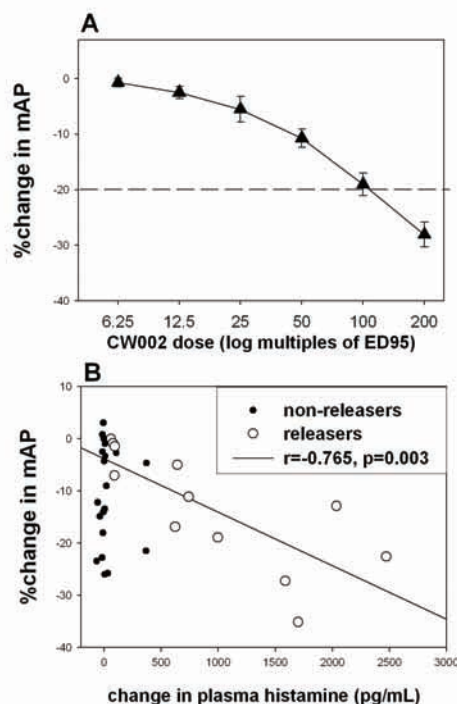 A
%change in mAP
0
-10
-20
-30
-40
6.25 12.5 25 50 100 200
CW002 dose (log multiples of ED95)
B
%change in mAP
10
0
-10
-20
-30
-40
non-releasers
releasers
r=-0.765, p=0.003
0 500 1000 1500 2000 2500 3000
change in plasma histamine (pg/mL)